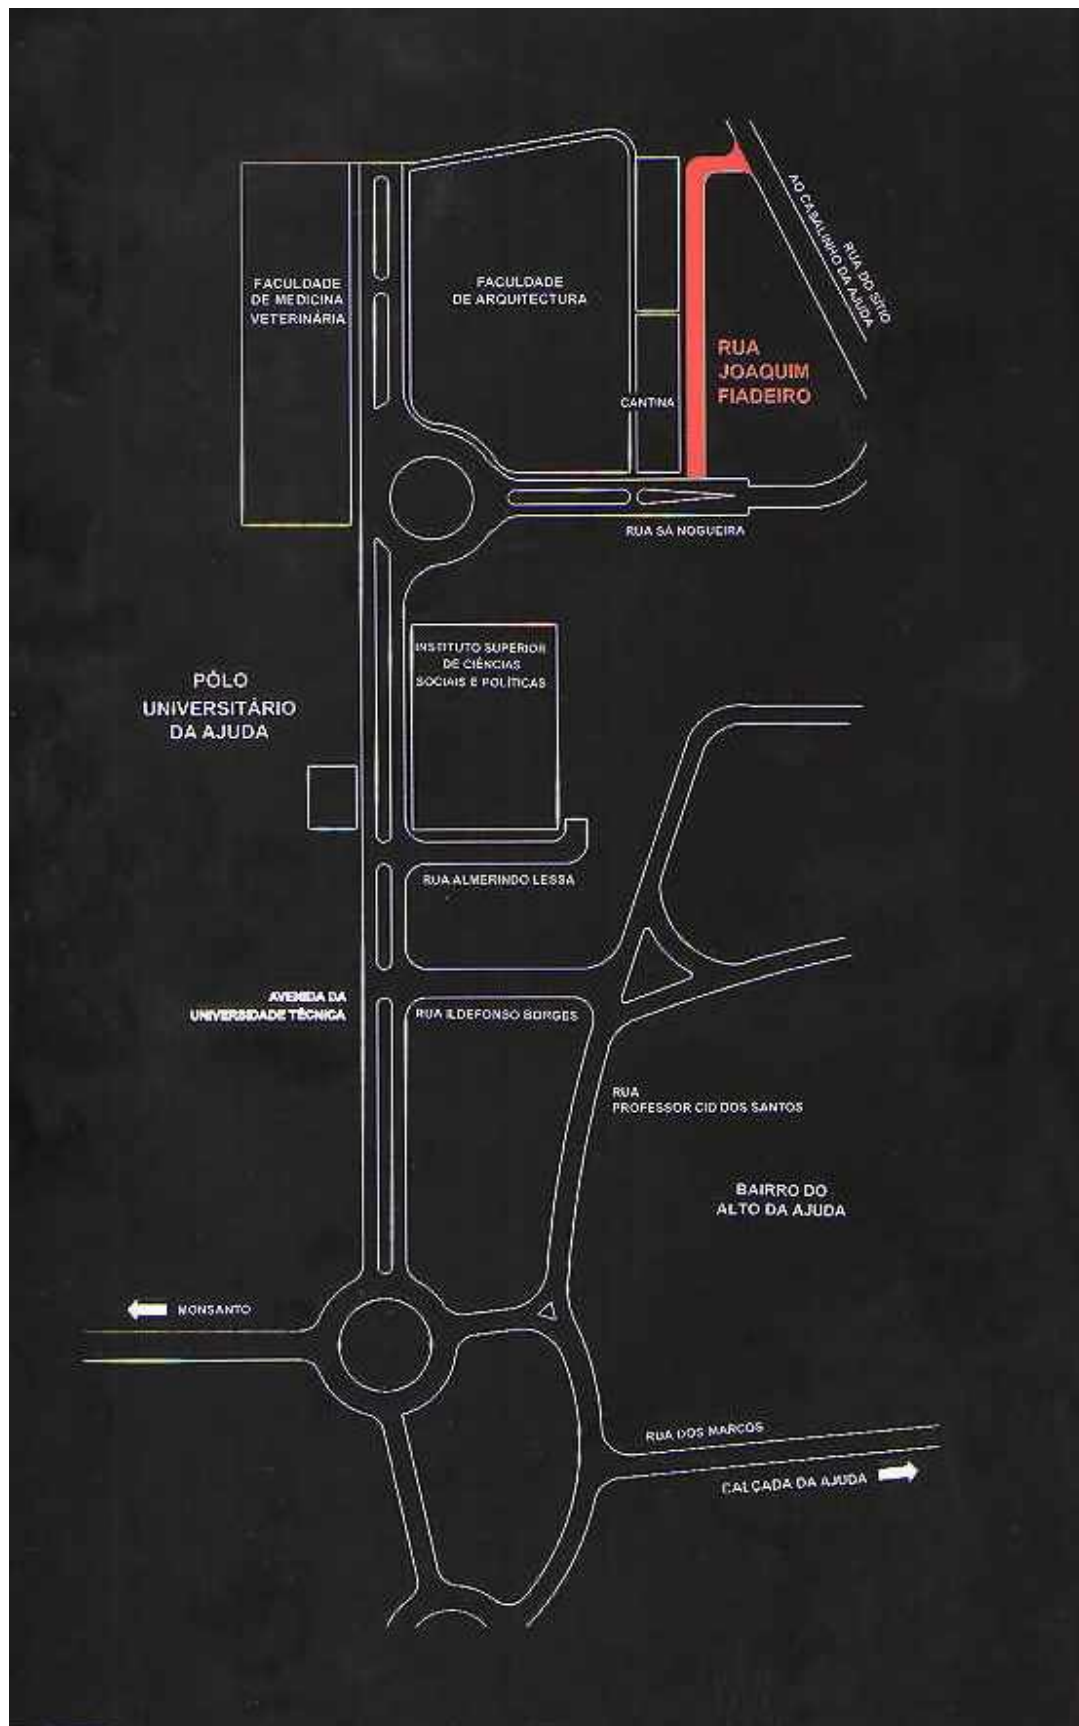 AO CASALINHO DA AJUDA
RUA DO SÍTIO
FACULDADE
DE MEDICINA
VETERINÁRIA
FACULDADE
DE ARQUITECTURA
RUA
JOAQUIM
FIADEIRO
CANTINA
RUA SÁ NOGUEIRA
INSTITUTO SUPERIOR
DE CIÊNCIAS
SOCIAIS E POLÍTICAS
PÓLO
UNIVERSITÁRIO
DA AJUDA
RUA ALMERINDO LESSA
AVENIDA DA
UNIVERSIDADE TÉCNICA
RUA ILDEFONSO BORGES
RUA
PROFESSOR CID DOS SANTOS
BAIRRO DO
ALTO DA AJUDA
MONSANTO
RUA DOS MARCOS
CALÇADA DA AJUDA